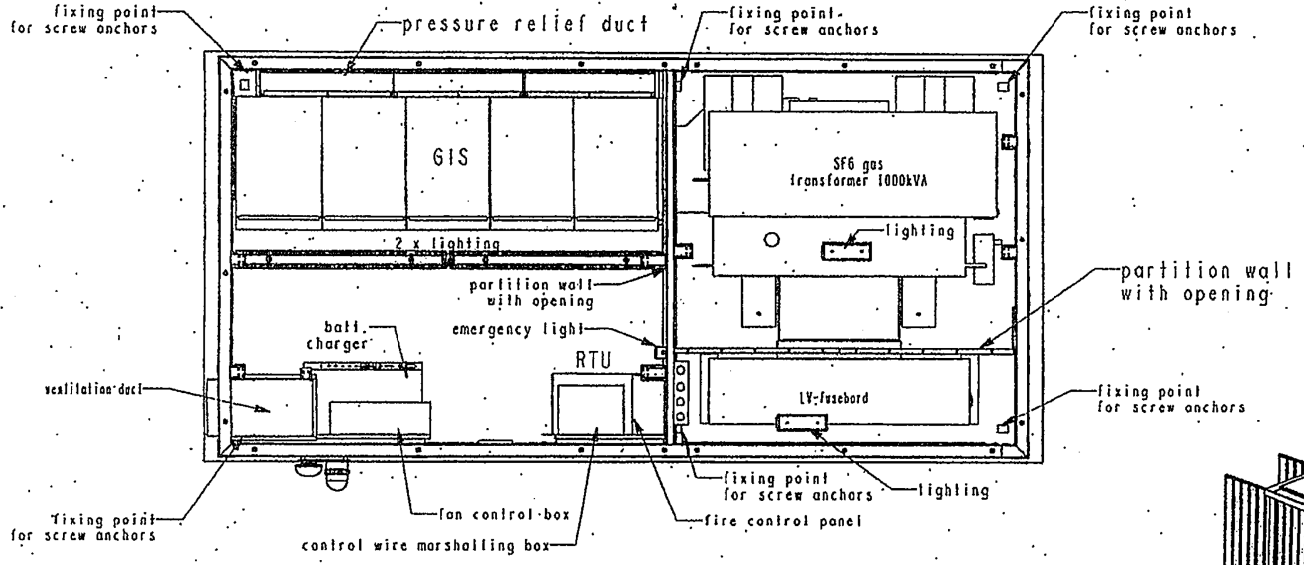 fixing point
for screw anchors
pressure relief duct
fixing point
for screw anchors
fixing point
for screw anchors
GIS
SF6 gas
transformer 1000kVA
2 x lighting
lighting
partition wall
with opening
partition wall
with opening
emergency light
batt.
charger
RTU
ventilation duct
LV-fusebord
fixing point
for screw anchors
fixing point
for screw anchors
lighting
fixing point
for screw anchors
fan control box
fire control panel
control wire marshalling box